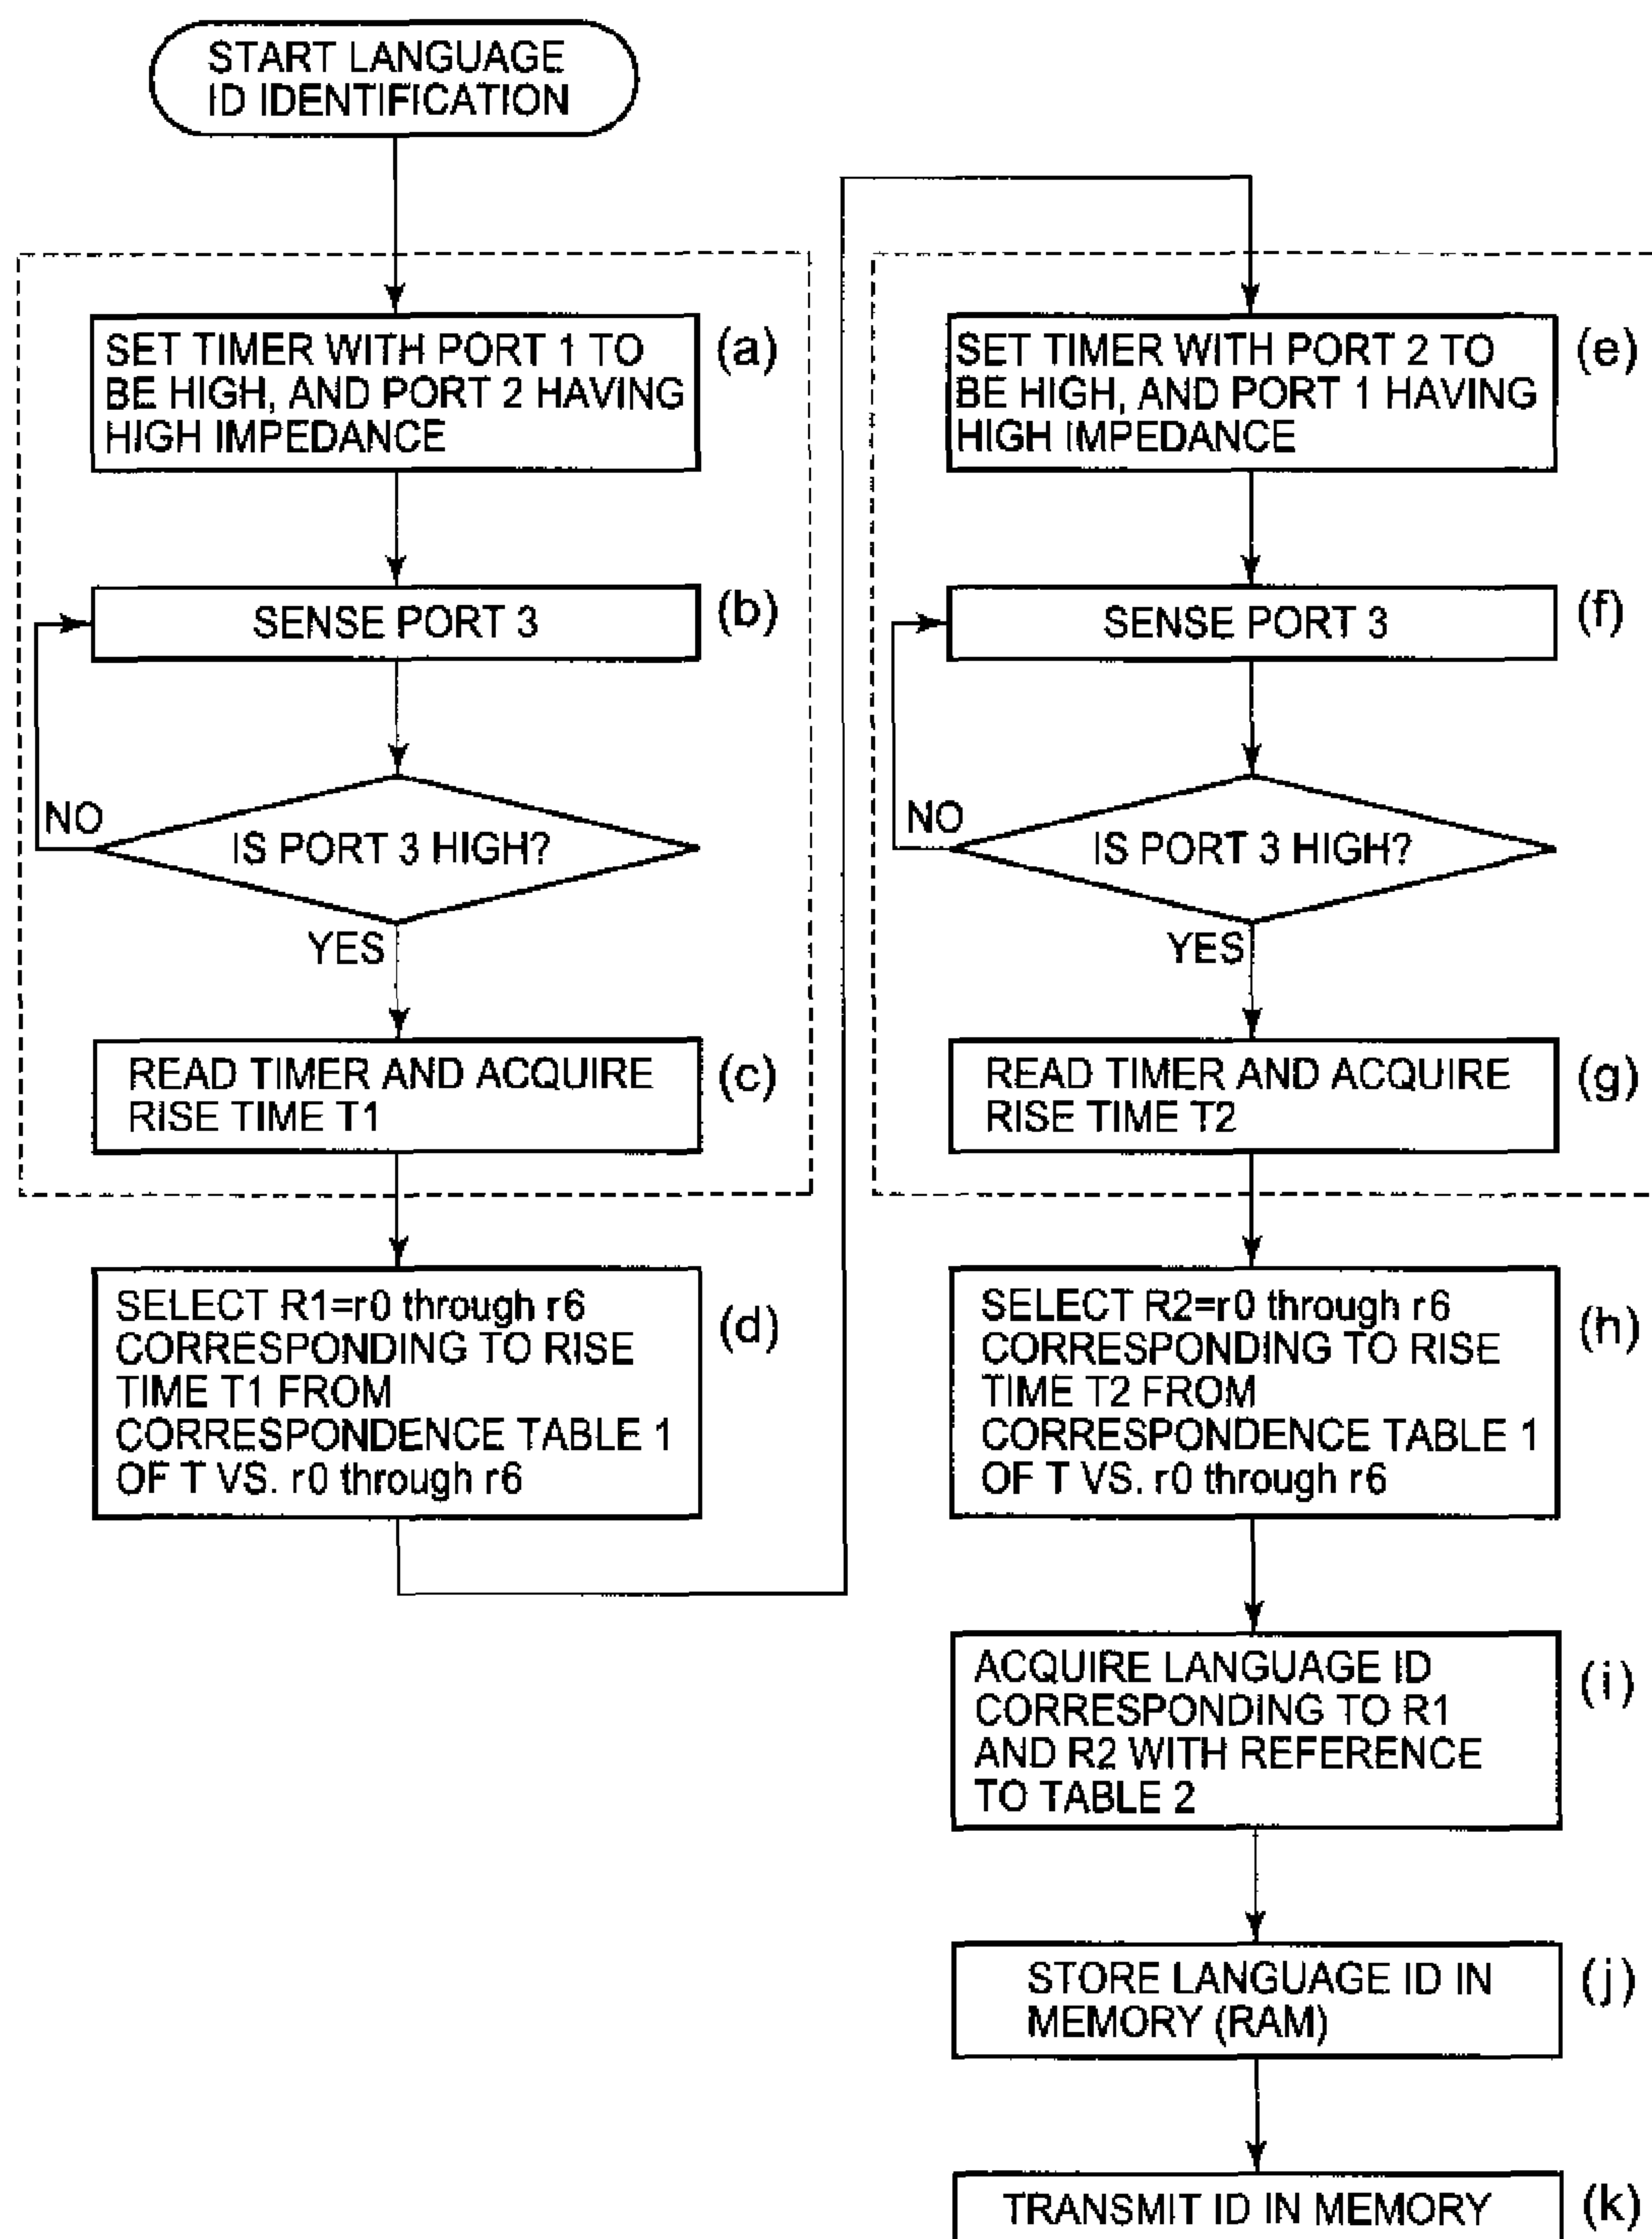 START LANGUAGE
ID IDENTIFICATION
SET TIMER WITH PORT 1 TO
BE HIGH, AND PORT 2 HAVING
HIGH IMPEDANCE
(a)
SENSE PORT 3
(b)
NO
IS PORT 3 HIGH?
YES
READ TIMER AND ACQUIRE
RISE TIME T1
(c)
SELECT R1=r0 through r6
CORRESPONDING TO RISE
TIME T1 FROM
CORRESPONDENCE TABLE 1
OF T VS. r0 through r6
(d)
SET TIMER WITH PORT 2 TO
BE HIGH, AND PORT 1 HAVING
HIGH IMPEDANCE
(e)
SENSE PORT 3
(f)
NO
IS PORT 3 HIGH?
YES
READ TIMER AND ACQUIRE
RISE TIME T2
(g)
SELECT R2=r0 through r6
CORRESPONDING TO RISE
TIME T2 FROM
CORRESPONDENCE TABLE 1
OF T VS. r0 through r6
(h)
ACQUIRE LANGUAGE ID
CORRESPONDING TO R1
AND R2 WITH REFERENCE
TO TABLE 2
(i)
STORE LANGUAGE ID IN
MEMORY (RAM)
(j)
TRANSMIT ID IN MEMORY
(k)